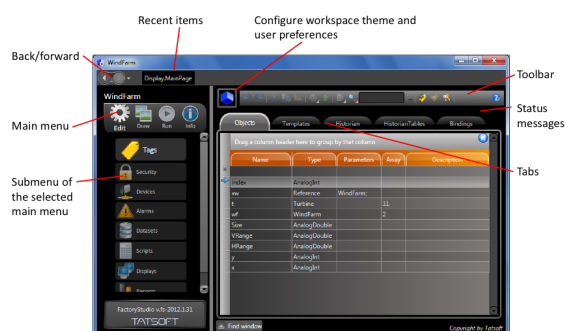 Recent items
Configure workspace theme and
user preferences
Back/forward
WindFarm
Display.MainPage
Toolbar
WindFarm
Main menu
Edit Draw Run Info
Status
messages
Objects Templates Historian HistorianTables Bindings
Tags
Drag a column header here to group by that column
Name Type Parameters Array Description
Tabs
Submenu of
the selected
main menu
Security
Devices
Alarms
Datasets
Scripts
Displays
Reports
index AnalogInt
xw Reference WindFarm;
t Turbine 11
wf WindFarm 2
Size AnalogDouble
VRange AnalogDouble
HRange AnalogDouble
y AnalogInt
x AnalogInt
FactoryStudio v.fs-2012.1.31
TATSOFT
Find window
Copyright by Tatsoft